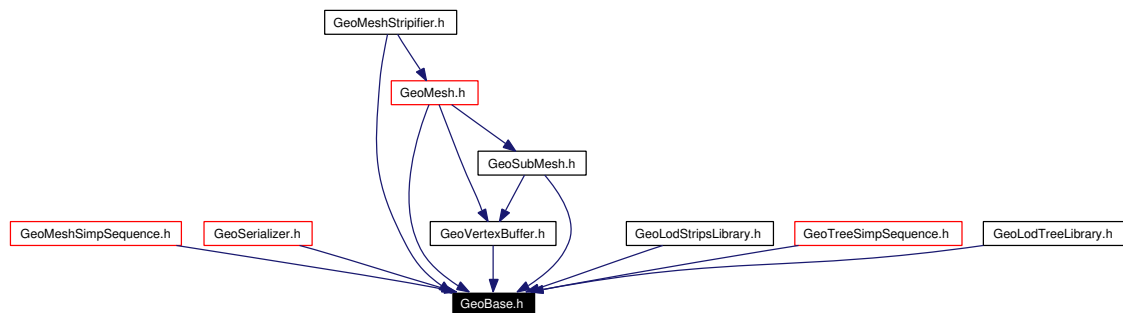 GeoMeshStripifier.h
GeoMesh.h
GeoSubMesh.h
GeoMeshSimpSequence.h
GeoSerializer.h
GeoVertexBuffer.h
GeoLodStripsLibrary.h
GeoTreeSimpSequence.h
GeoLodTreeLibrary.h
GeoBase.h